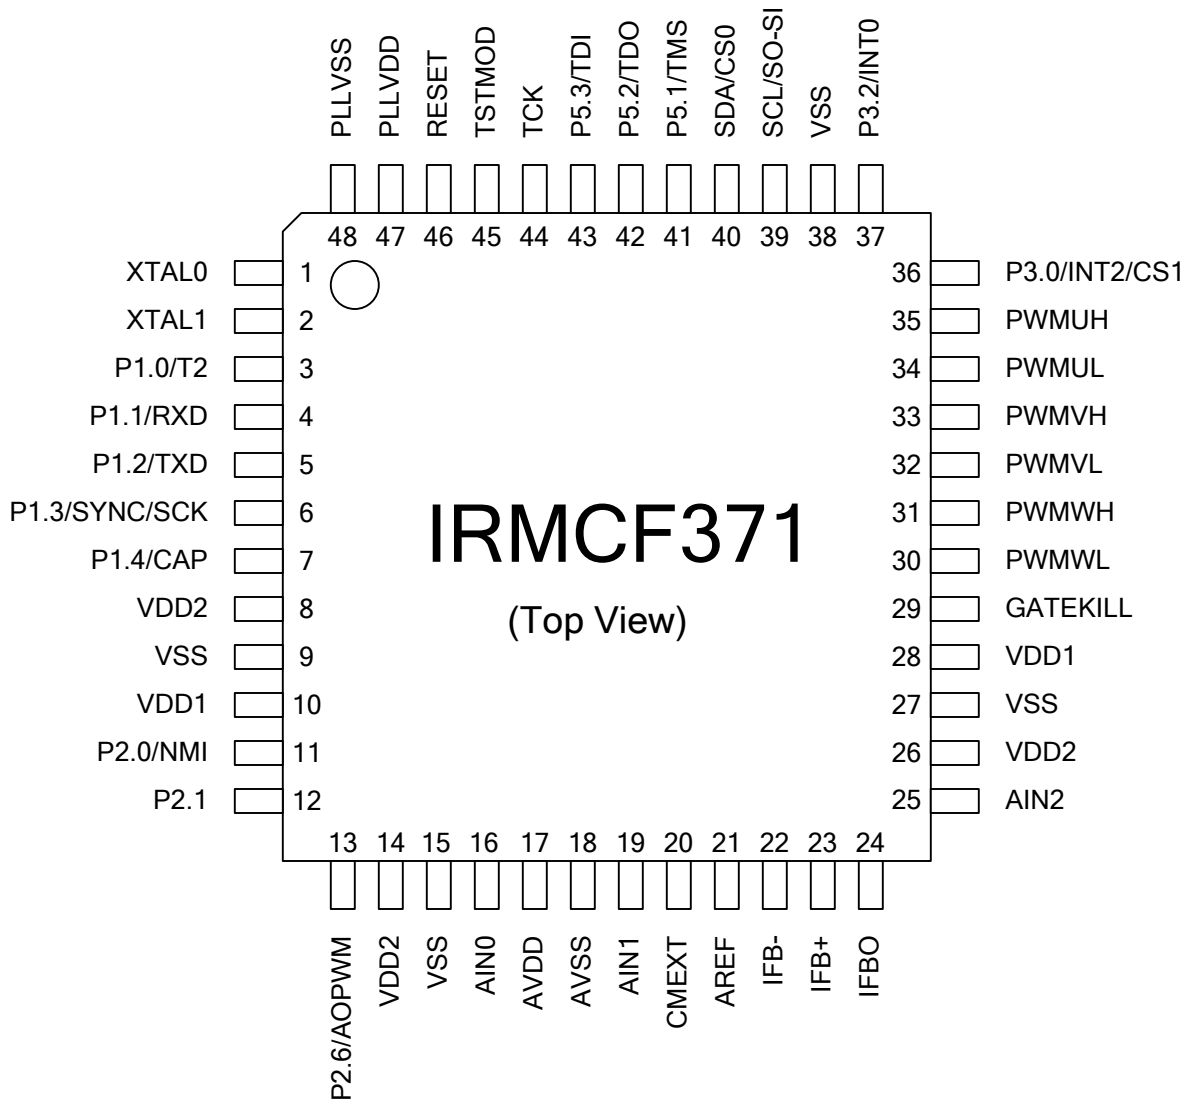 PLLVSS
PLLVDD
RESET
TSTMOD
TCK
P5.3/TDI
P5.2/TDO
P5.1/TMS
SDA/CS0
SCL/SO-SI
VSS
P3.2/INT0
48 47 46 45 44 43 42 41 40 39 38 37
XTAL0 1
XTAL1 2
P1.0/T2 3
P1.1/RXD 4
P1.2/TXD 5
P1.3/SYNC/SCK 6
P1.4/CAP 7
VDD2 8
VSS 9
VDD1 10
P2.0/NMI 11
P2.1 12
IRMCF371
(Top View)
36 P3.0/INT2/CS1
35 PWMUH
34 PWMUL
33 PWMVH
32 PWMVL
31 PWMWH
30 PWMWL
29 GATEKILL
28 VDD1
27 VSS
26 VDD2
25 AIN2
13 14 15 16 17 18 19 20 21 22 23 24
P2.6/AOPWM
VDD2
VSS
AIN0
AVDD
AVSS
AIN1
CMEXT
AREF
IFB-
IFB+
IFBO